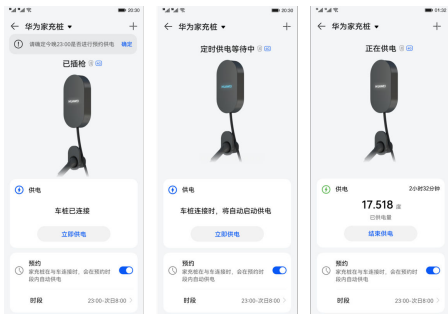 20:30
华为家充桩
请确定今晚23:00是否进行预约供电 确定
已插枪
供电
车桩已连接
立即供电
预约
家充桩在与车连接时，会在预约时
段内自动供电
时段 23:00-次日8:00
20:30
华为家充桩
定时供电等待中
供电
车桩连接时，将自动启动供电
立即供电
预约
家充桩在与车连接时，会在预约的时
段内自动供电
时段 23:00-次日8:00
01:32
华为家充桩
正在供电
供电 2小时32分钟
17.518 度
已供电量
结束供电
预约
家充桩在与车连接时，会在预约时
段内自动供电
时段 23:00-次日8:00